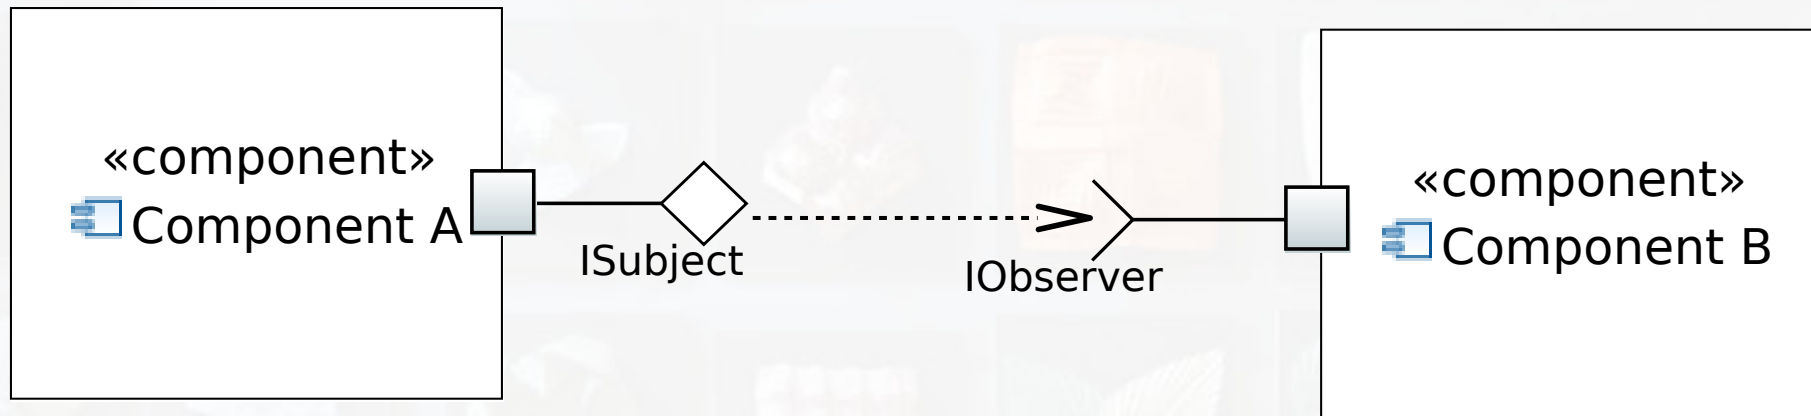 «component»
Component A
ISubject
IObserver
«component»
Component B